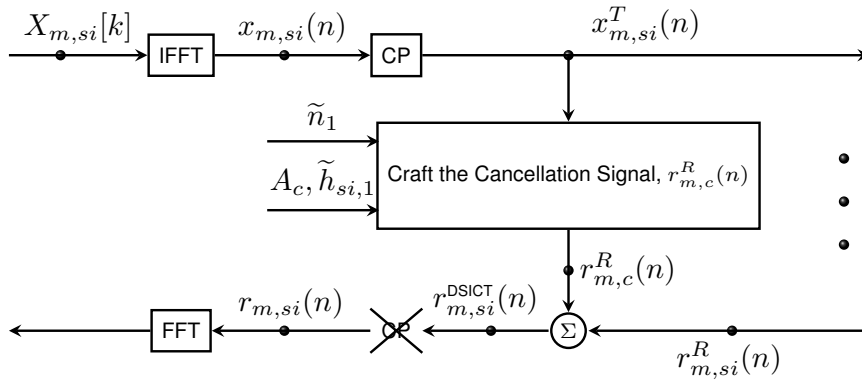 X_{m,si}[k]
IFFT
x_{m,si}(n)
CP
x^T_{m,si}(n)
ñ_1
A_c, h̃_{si,1}
Craft the Cancellation Signal, r^R_{m,c}(n)
r^R_{m,c}(n)
FFT
r_{m,si}(n)
CP
r^{DSICT}_{m,si}(n)
Σ
r^R_{m,si}(n)